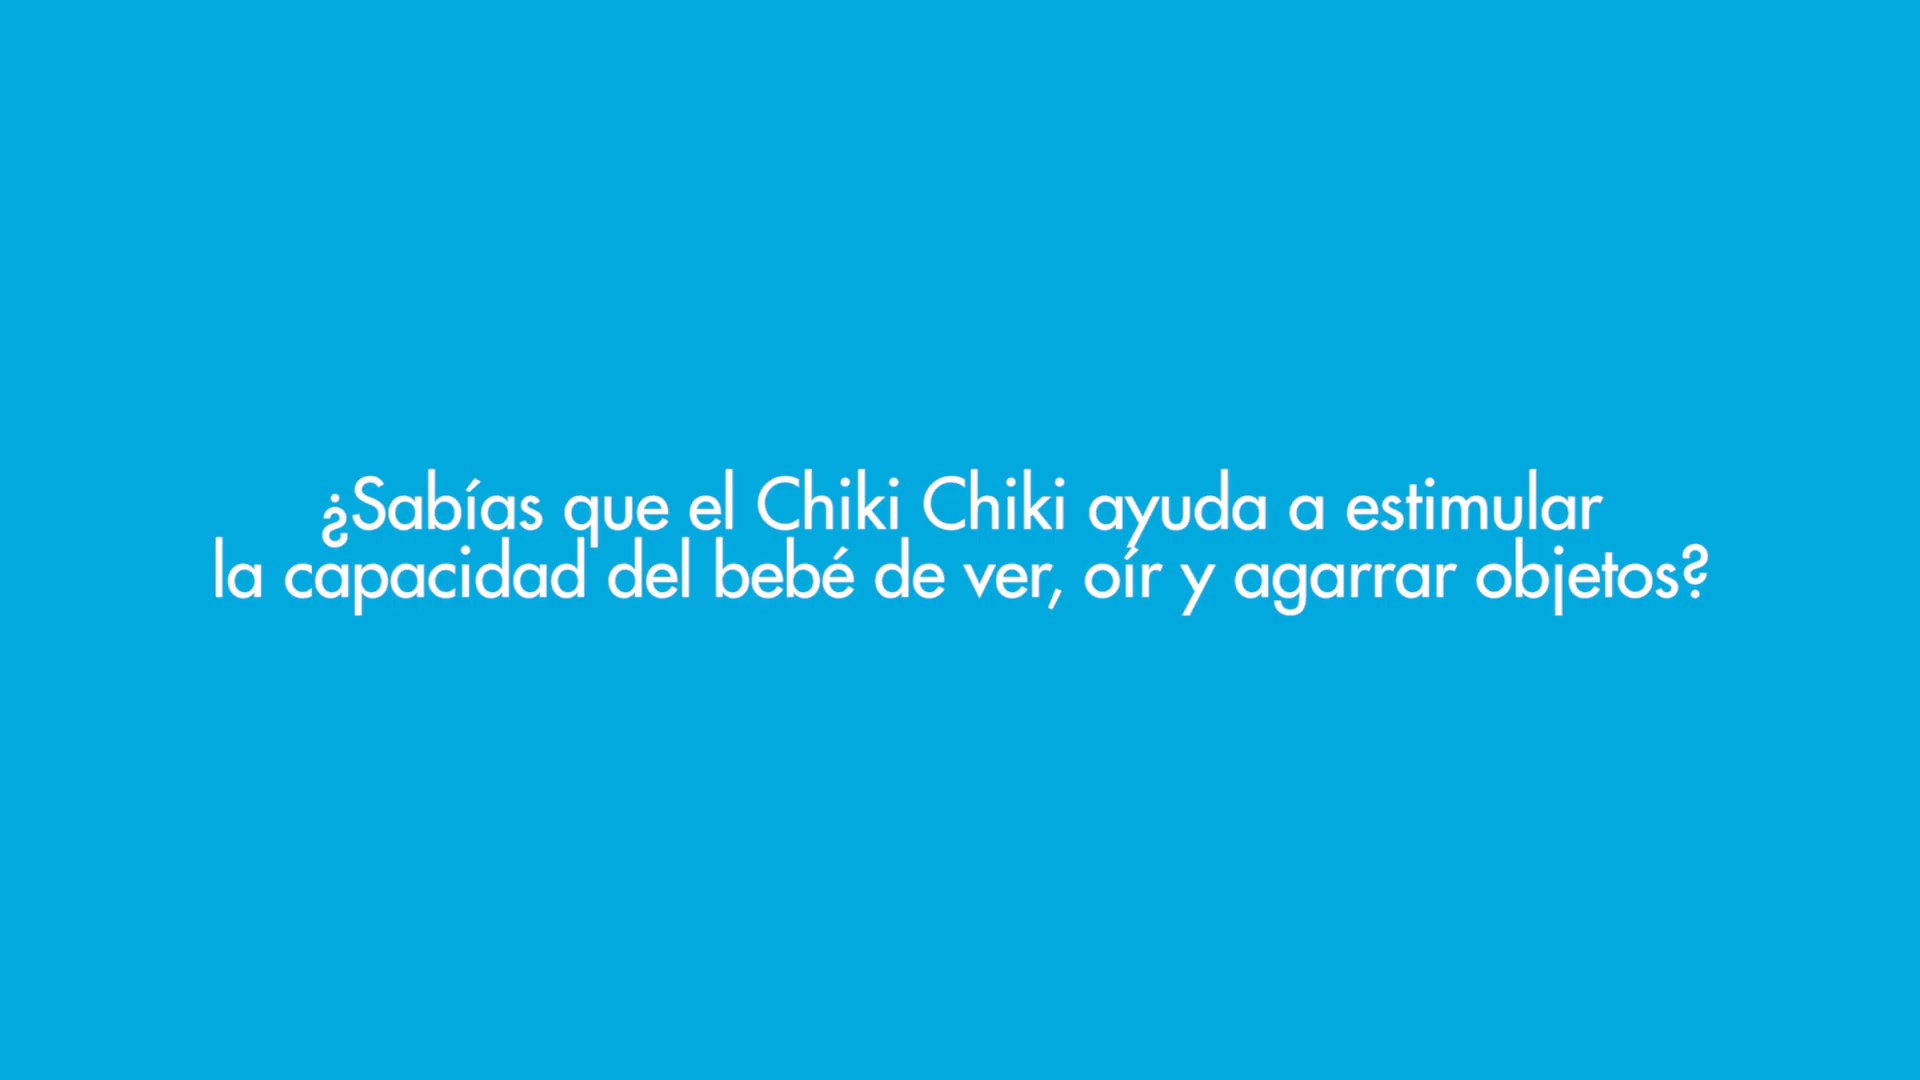 ¿Sabías que el Chiki Chiki ayuda a estimular
la capacidad del bebé de ver, oír y agarrar objetos?